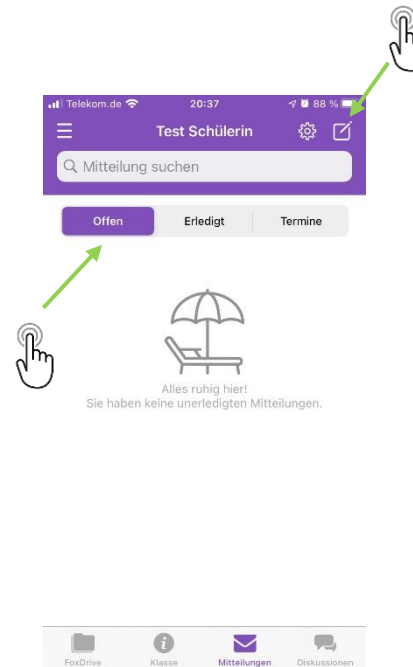 Telekom.de 20:37 88 %
Test Schülerin
Mitteilung suchen
Offen Erledigt Termine
Alles ruhig hier!
Sie haben keine unerledigten Mitteilungen.
FoxDrive Klasse Mitteilungen Diskussionen